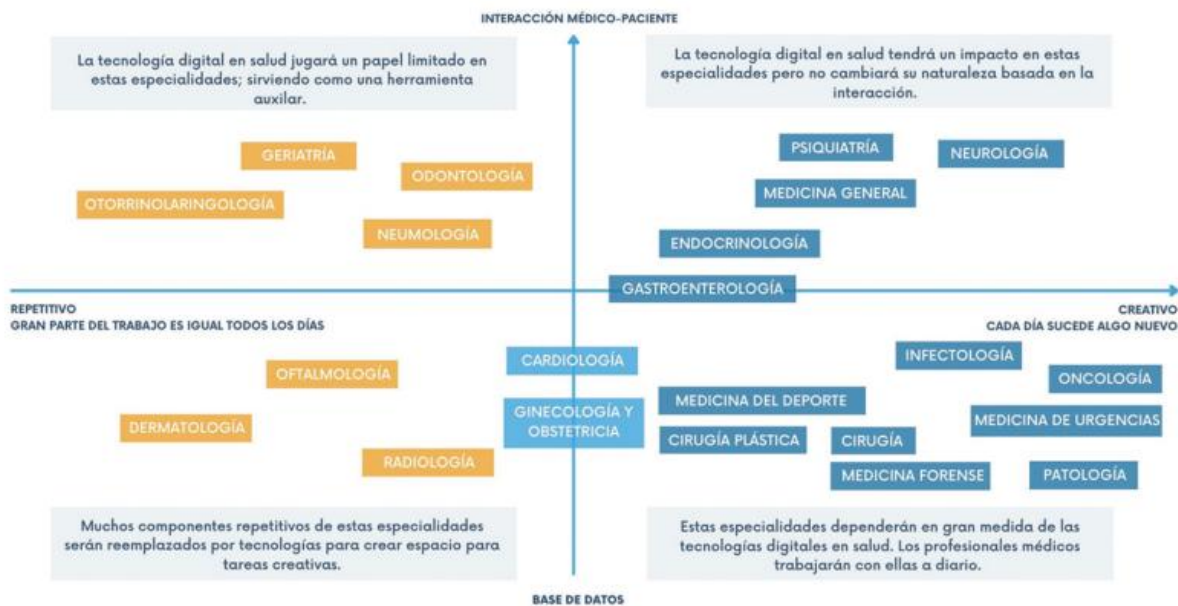 INTERACCIÓN MÉDICO-PACIENTE
La tecnología digital en salud jugará un papel limitado en
estas especialidades; sirviendo como una herramienta
auxilar.
La tecnología digital en salud tendrá un impacto en estas
especialidades pero no cambiará su naturaleza basada en la
interacción.
GERIATRÍA
ODONTOLOGÍA
OTORRINOLARINGOLOGÍA
NEUMOLOGÍA
PSIQUIATRÍA
NEUROLOGÍA
MEDICINA GENERAL
ENDOCRINOLOGÍA
GASTROENTEROLOGÍA
REPETITIVO
GRAN PARTE DEL TRABAJO ES IGUAL TODOS LOS DÍAS
CREATIVO
CADA DÍA SUCEDE ALGO NUEVO
OFTALMOLOGÍA
DERMATOLOGÍA
RADIOLOGÍA
CARDIOLOGÍA
GINECOLOGÍA Y
OBSTETRICIA
INFECTOLOGÍA
ONCOLOGÍA
MEDICINA DEL DEPORTE
MEDICINA DE URGENCIAS
CIRUGÍA PLÁSTICA
CIRUGÍA
MEDICINA FORENSE
PATOLOGÍA
Muchos componentes repetitivos de estas especialidades
serán reemplazados por tecnologías para crear espacio para
tareas creativas.
Estas especialidades dependerán en gran medida de las
tecnologías digitales en salud. Los profesionales médicos
trabajarán con ellas a diario.
BASE DE DATOS